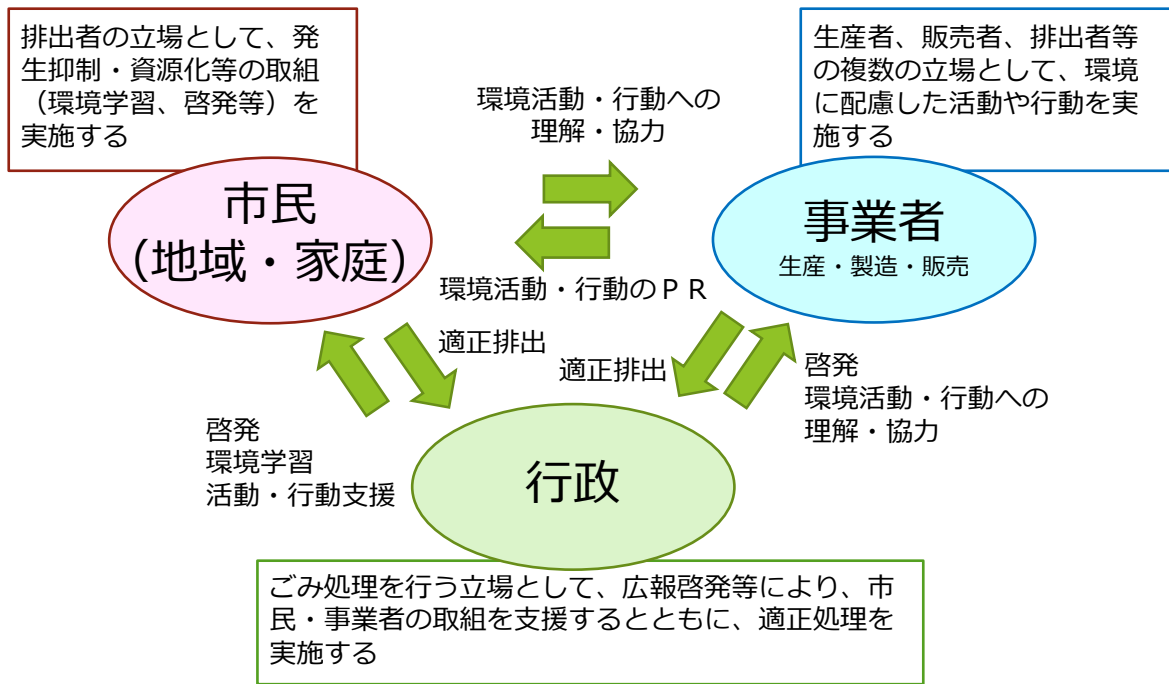 排出者の立場として、発
生抑制・資源化等の取組
（環境学習、啓発等）を
実施する
生産者、販売者、排出者等
の複数の立場として、環境
に配慮した活動や行動を実
施する
環境活動・行動への
理解・協力
市民
（地域・家庭）
事業者
生産・製造・販売
環境活動・行動のＰＲ
適正排出
適正排出
啓発
環境活動・行動への
理解・協力
啓発
環境学習
活動・行動支援
行政
ごみ処理を行う立場として、広報啓発等により、市
民・事業者の取組を支援するとともに、適正処理を
実施する